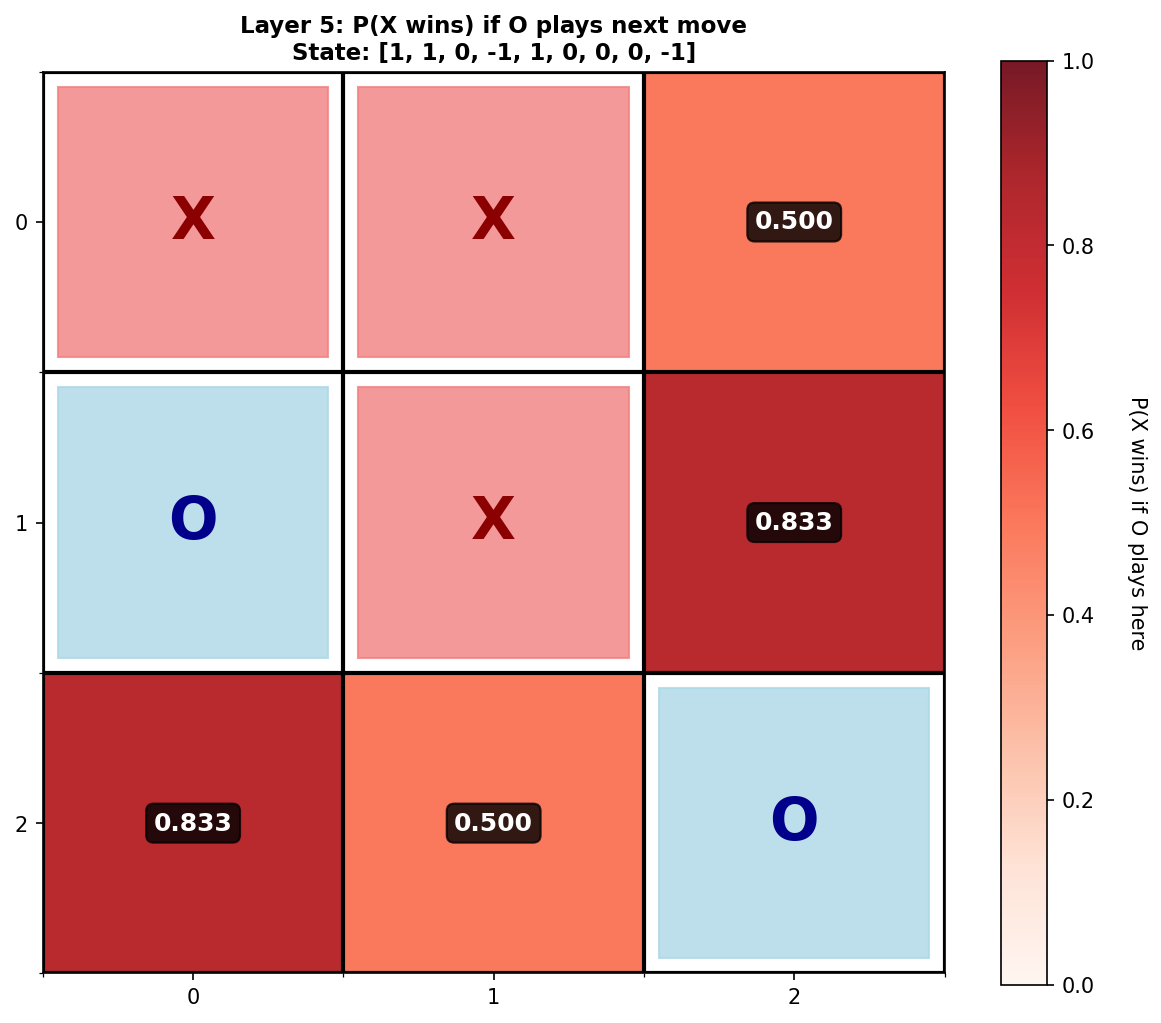 Layer 5: P(X wins) if O plays next move
State: [1, 1, 0, -1, 1, 0, 0, 0, -1]
X
X
0.500
O
X
0.833
0.833
0.500
O
0
1
2
0
1
2
1.0
0.8
0.6
0.4
0.2
0.0
P(X wins) if O plays here